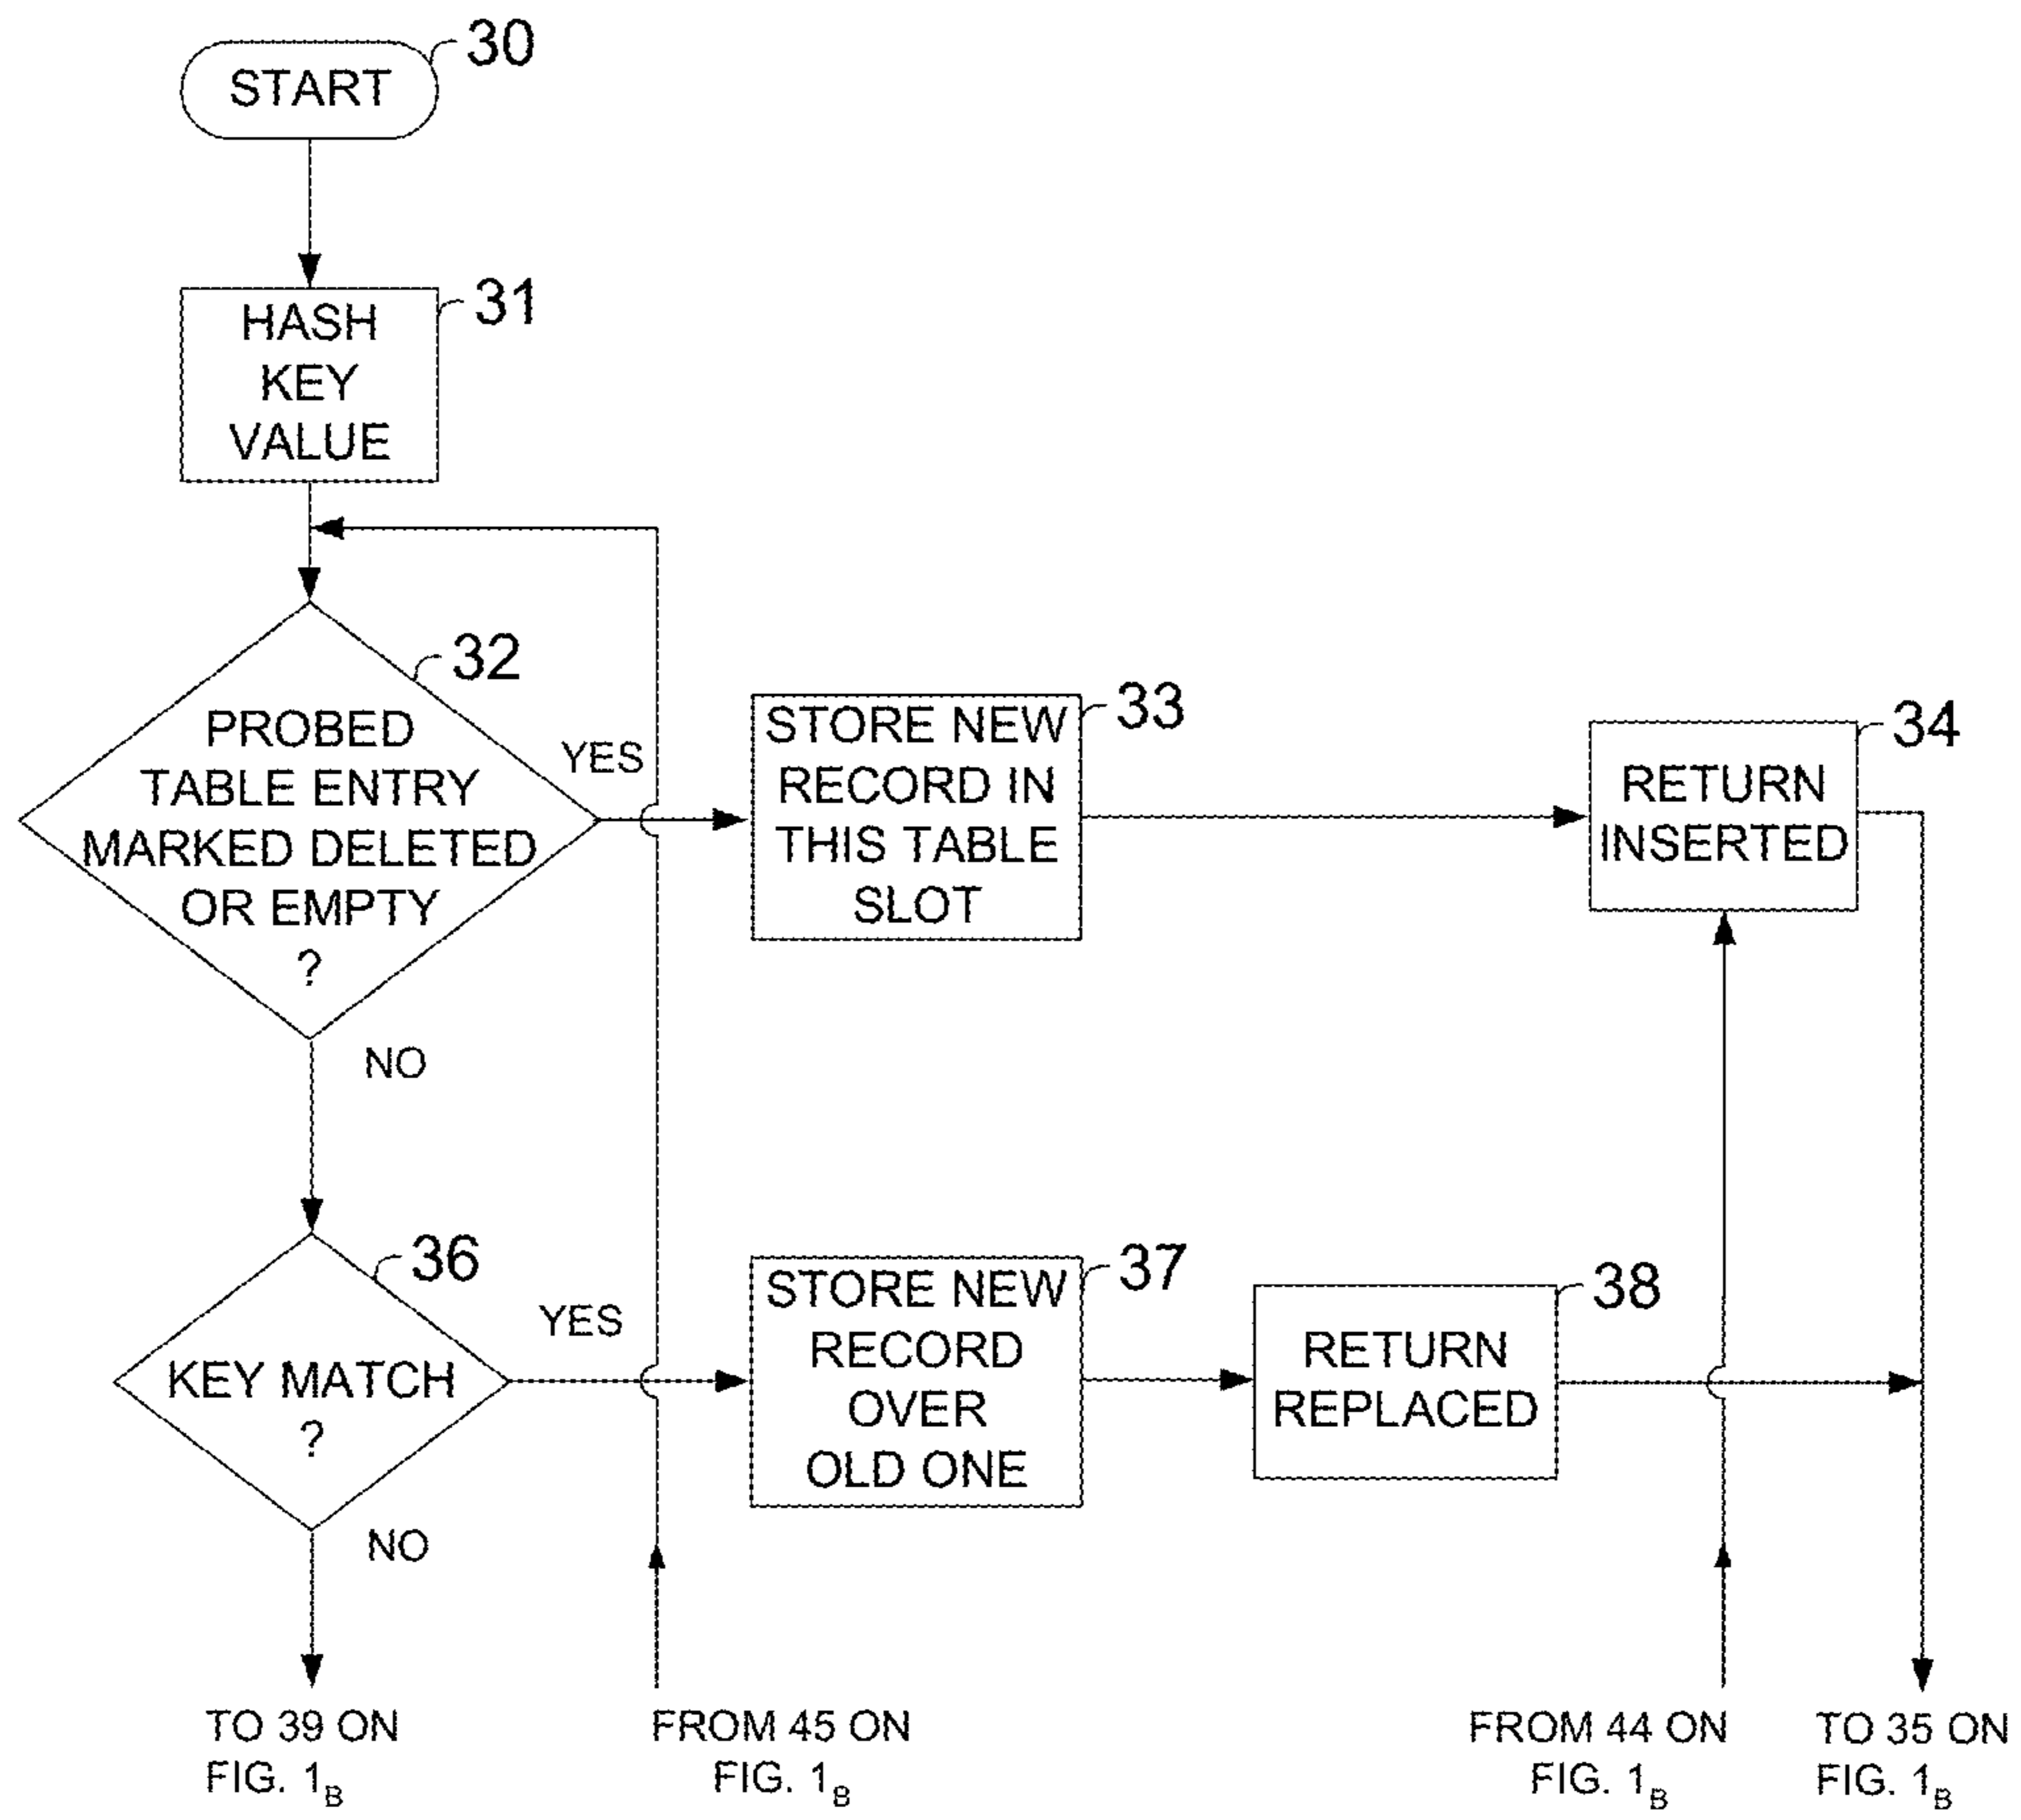 START
30
HASH
KEY
VALUE
31
PROBED
TABLE ENTRY
MARKED DELETED
OR EMPTY
?
32
YES
NO
STORE NEW
RECORD IN
THIS TABLE
SLOT
33
RETURN
INSERTED
34
KEY MATCH
?
36
YES
NO
STORE NEW
RECORD
OVER
OLD ONE
37
RETURN
REPLACED
38
TO 39 ON
FIG. 1B
FROM 45 ON
FIG. 1B
FROM 44 ON
FIG. 1B
TO 35 ON
FIG. 1B